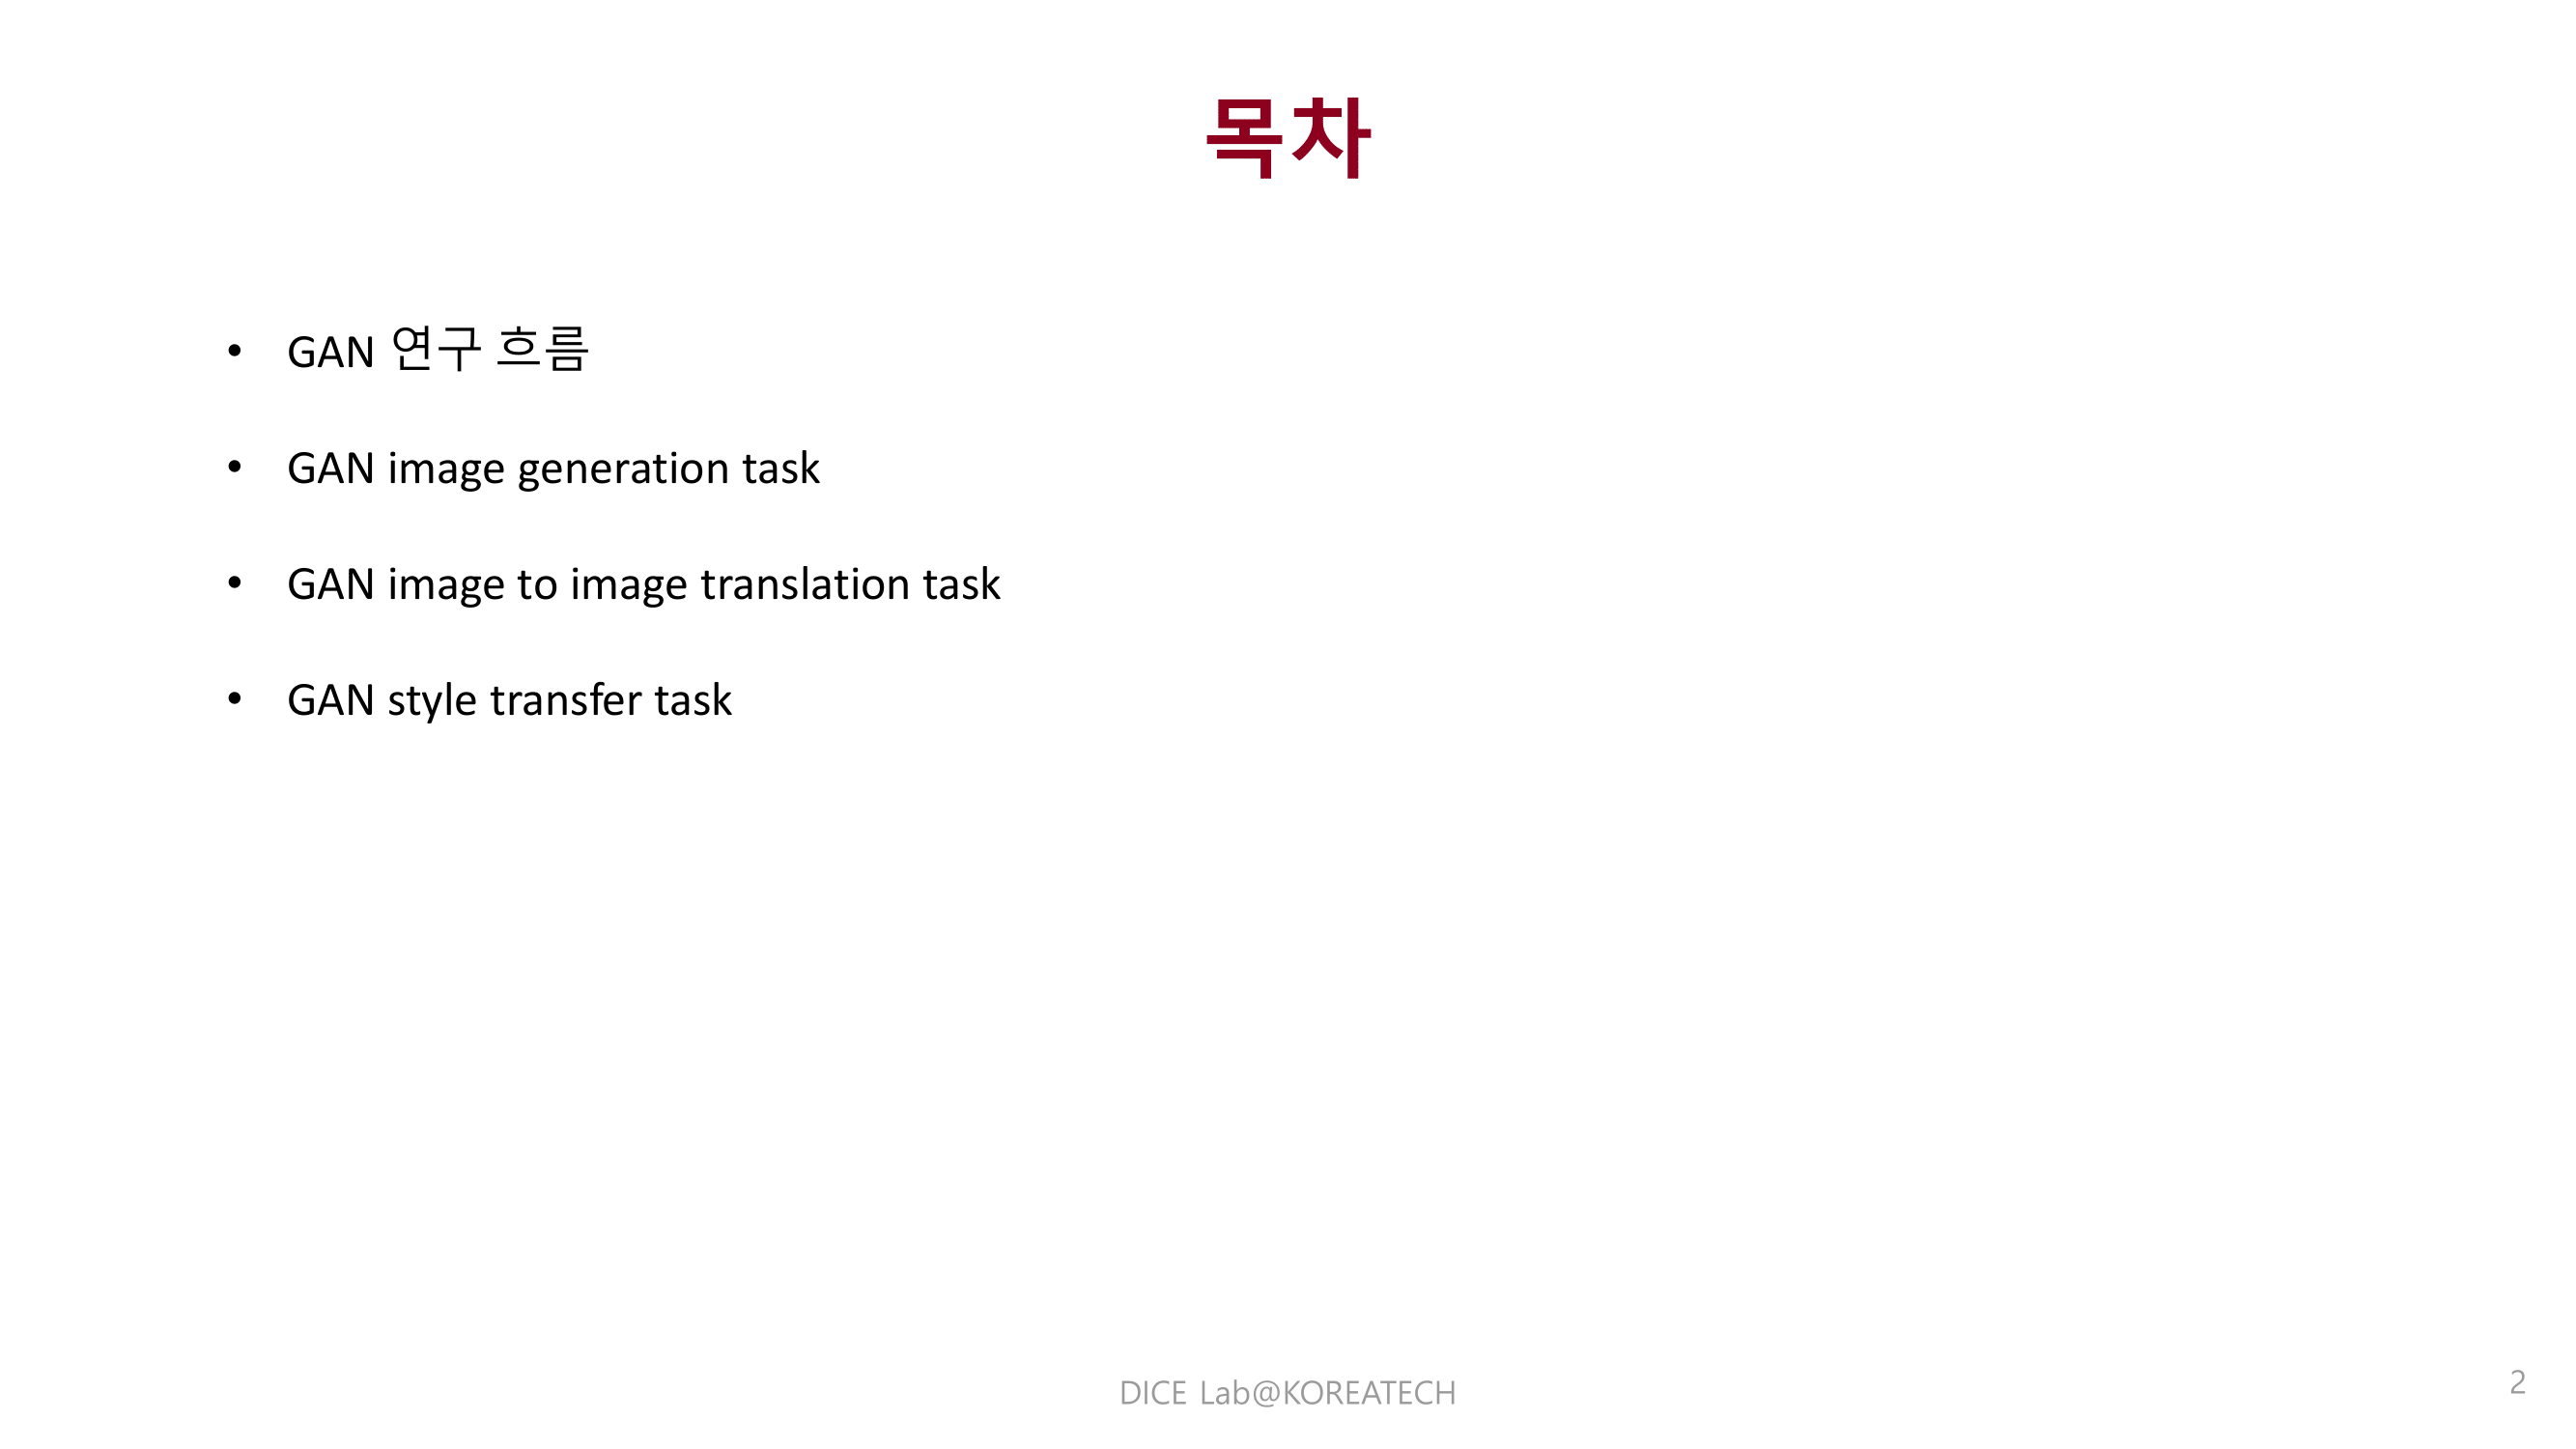 목차
• GAN 연구 흐름
• GAN image generation task
• GAN image to image translation task
• GAN style transfer task
DICE Lab@KOREATECH
2